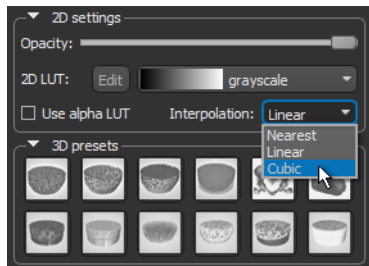 2D settings
Opacity:
2D LUT: Edit grayscale
Use alpha LUT Interpolation: Linear
Nearest
Linear
Cubic
3D presets